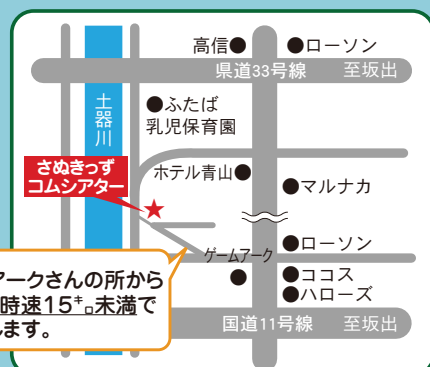 高信●
●ローソン
県道33号線 至坂出
土器川
●ふたば
乳児保育園
さぬきっず
コムシアター
ホテル青山●
●マルナカ
ゲームアーク
●ローソン
●ココス
●ハローズ
アークさんの所から
時速15㌔未満で
ます。
国道11号線 至坂出